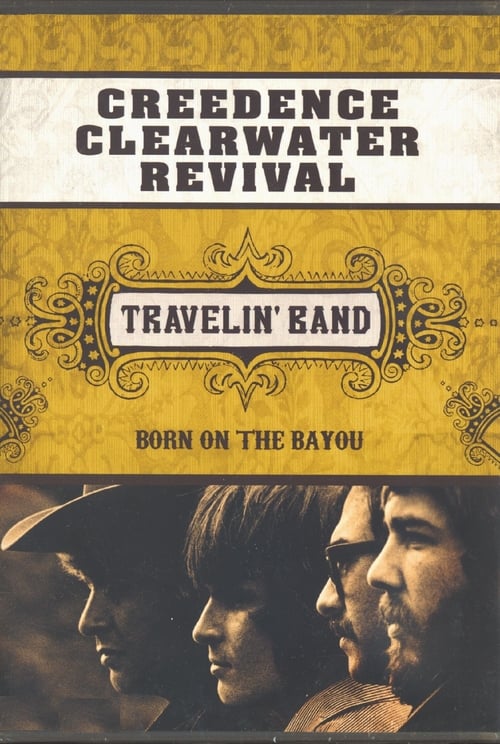 CREEDENCE
CLEARWATER
REVIVAL
TRAVELIN' BAND
BORN ON THE BAYOU